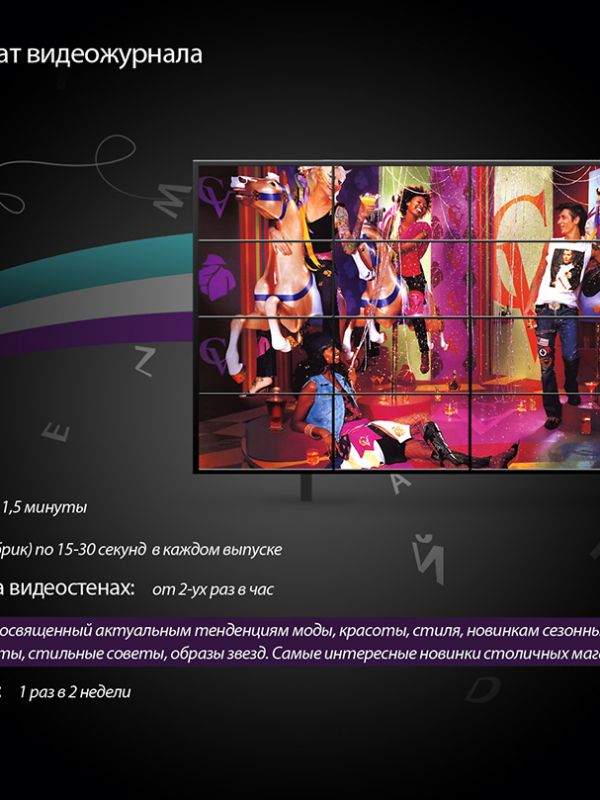 ат видеожурнала
1,5 минуты
брик) по 15-30 секунд в каждом выпуске
а видеостенах: от 2-ух раз в час
освященный актуальным тенденциям моды, красоты, стиля, новинкам сезонны
ты, стильные советы, образы звезд. Самые интересные новинки столичных мага
: 1 раз в 2 недели